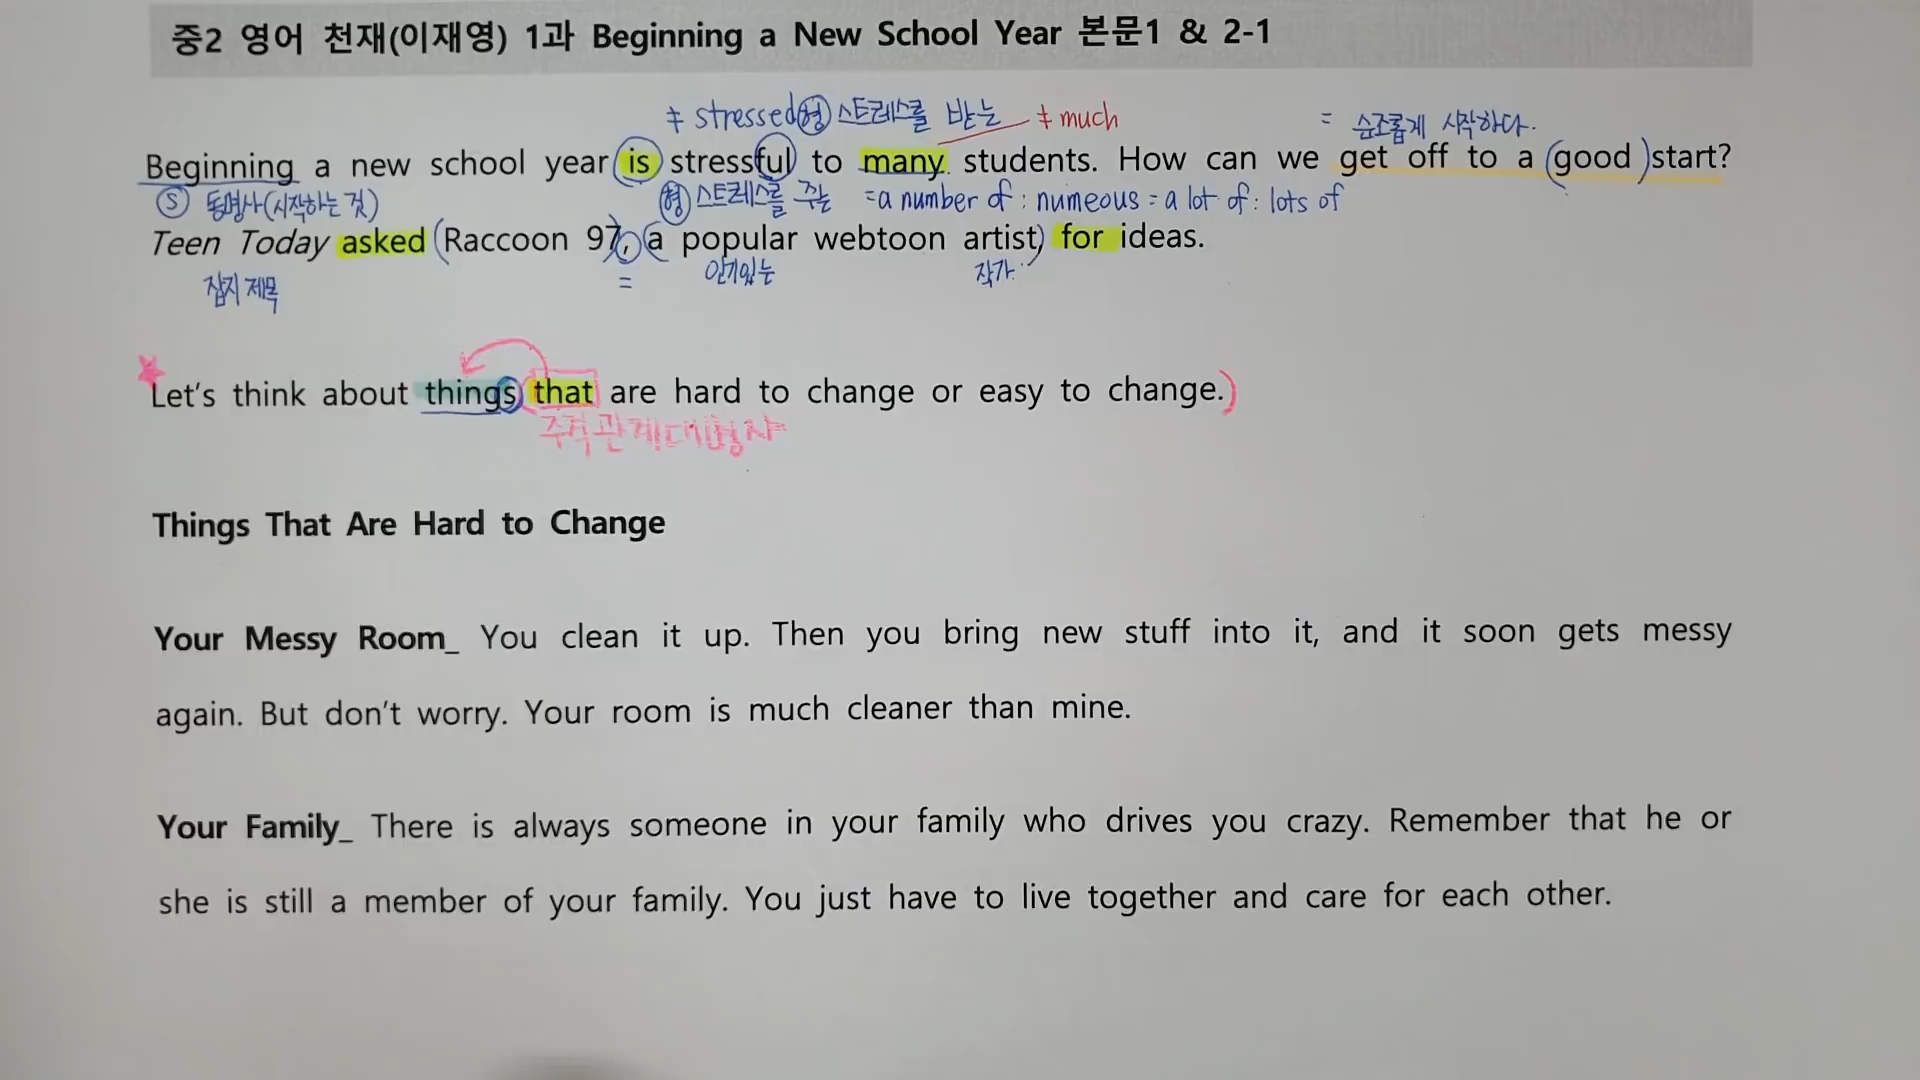 중2 영어 천재(이재영) 1과 Beginning a New School Year 본문1 & 2-1
≠ stressed 형 스트레스를 받는 ≠ much = 순조롭게 시작하다.
Beginning a new school year is stressful to many students. How can we get off to a (good) start?
S 동명사(시작하는 것) 형 스트레스를 주는 = a number of : numeous = a lot of : lots of
Teen Today asked (Raccoon 97), (a popular webtoon artist) for ideas.
잡지 제목 = 인기있는 작가
Let's think about things (that are hard to change or easy to change.)
주격관계대명사
Things That Are Hard to Change
Your Messy Room_ You clean it up. Then you bring new stuff into it, and it soon gets messy
again. But don't worry. Your room is much cleaner than mine.
Your Family_ There is always someone in your family who drives you crazy. Remember that he or
she is still a member of your family. You just have to live together and care for each other.